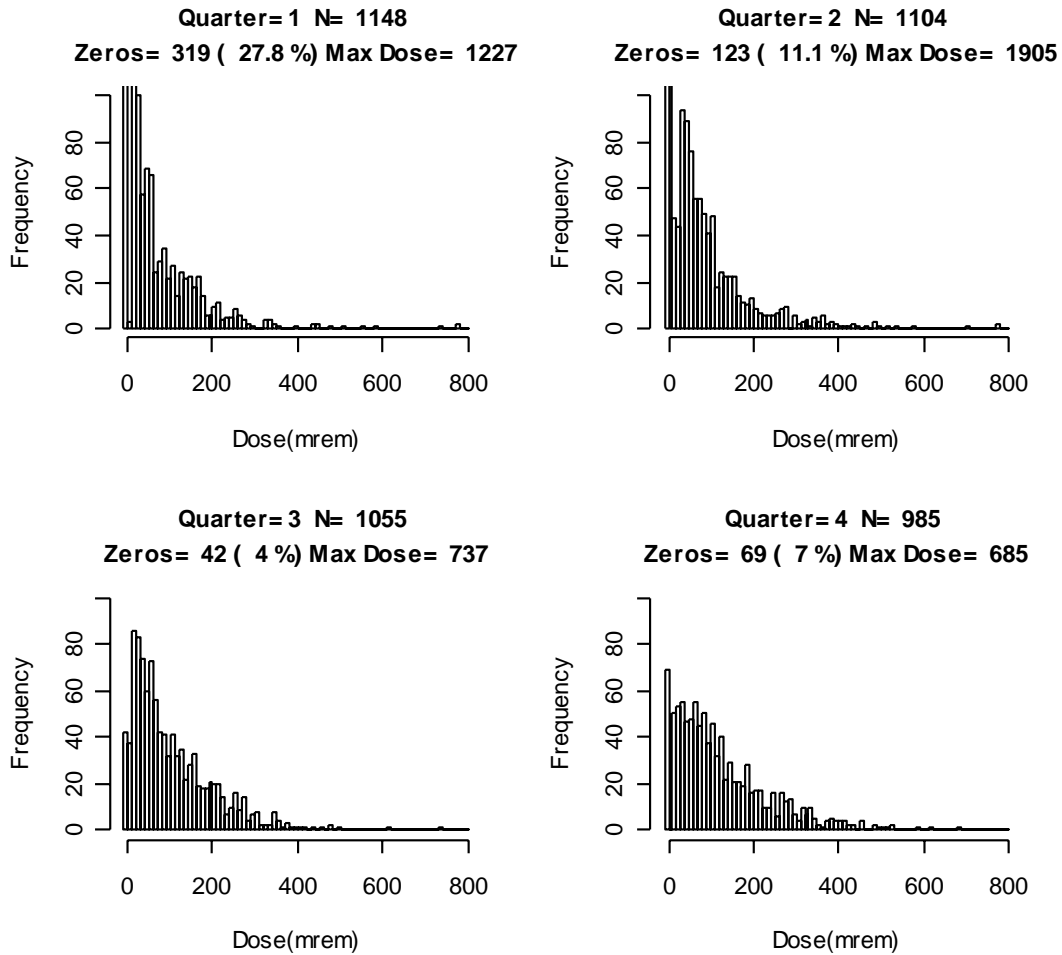 Quarter= 1 N= 1148
Zeros= 319 ( 27.8 %) Max Dose= 1227
Frequency
0 20 40 60 80
0 200 400 600 800
Dose(mrem)
Quarter= 2 N= 1104
Zeros= 123 ( 11.1 %) Max Dose= 1905
Frequency
0 20 40 60 80
0 200 400 600 800
Dose(mrem)
Quarter= 3 N= 1055
Zeros= 42 ( 4 %) Max Dose= 737
Frequency
0 20 40 60 80
0 200 400 600 800
Dose(mrem)
Quarter= 4 N= 985
Zeros= 69 ( 7 %) Max Dose= 685
Frequency
0 20 40 60 80
0 200 400 600 800
Dose(mrem)